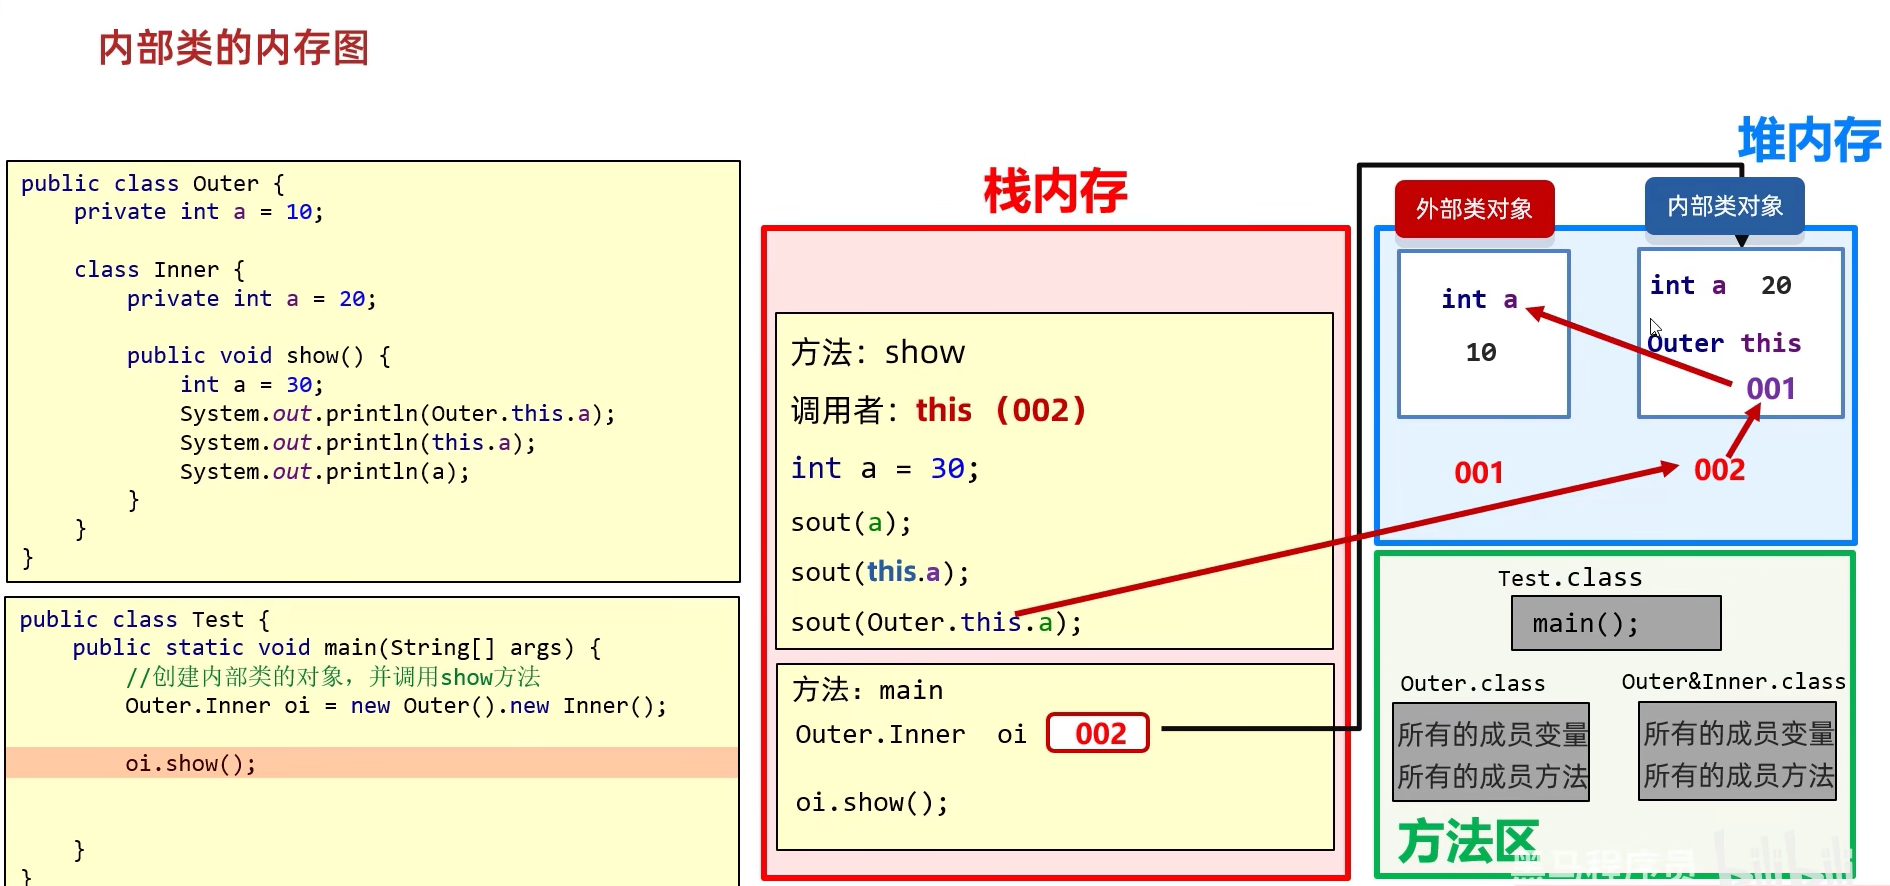 内部类的内存图
public class Outer {
private int a = 10;
class Inner {
private int a = 20;
public void show() {
int a = 30;
System.out.println(Outer.this.a);
System.out.println(this.a);
System.out.println(a);
}
}
}
public class Test {
public static void main(String[] args) {
//创建内部类的对象，并调用show方法
Outer.Inner oi = new Outer().new Inner();
oi.show();
}
}
栈内存
方法：show
调用者：this（002）
int a = 30;
sout(a);
sout(this.a);
sout(Outer.this.a);
方法：main
Outer.Inner oi 002
oi.show();
堆内存
外部类对象
int a
10
001
内部类对象
int a 20
Outer this
001
002
Test.class
main();
Outer.class
所有的成员变量
所有的成员方法
Outer&Inner.class
所有的成员变量
所有的成员方法
方法区
黑马程序员
bilibili